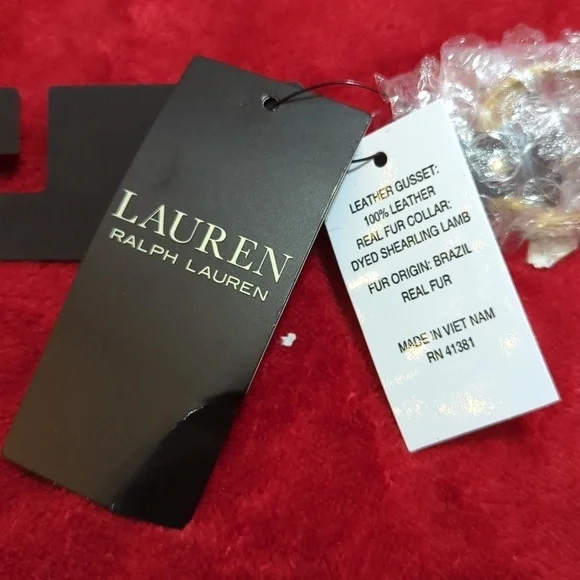 LAUREN
RALPH LAUREN
LEATHER GUSSET:
100% LEATHER
REAL FUR COLLAR:
DYED SHEARLING LAMB
FUR ORIGIN: BRAZIL
REAL FUR
MADE IN VIET NAM
RN 41381